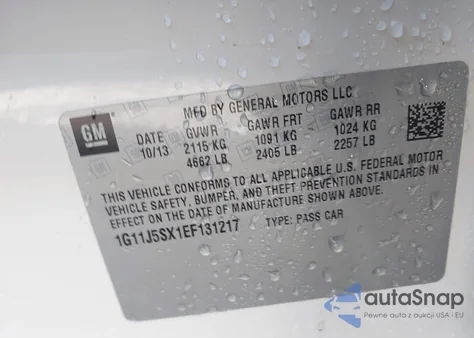 MFD BY GENERAL MOTORS LLC
GM
DATE GVWR GAWR FRT GAWR RR
10/13 2115 KG 1091 KG 1024 KG
4662 LB 2405 LB 2257 LB
THIS VEHICLE CONFORMS TO ALL APPLICABLE U.S. FEDERAL MOTOR
VEHICLE SAFETY, BUMPER, AND THEFT PREVENTION STANDARDS IN
EFFECT ON THE DATE OF MANUFACTURE SHOWN ABOVE.
1G11J5SX1EF131217 TYPE: PASS CAR
autaSnap
Pewne auta z aukcji USA - EU